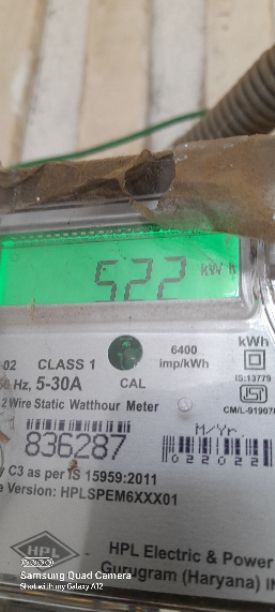 522 kWh
02 CLASS 1 6400 kWh
Hz, 5-30A CAL imp/kWh
IS:13779
2 Wire Static Watthour Meter CM/L-91907
836287 M/Yr.
022022
C3 as per IS 15959:2011
Version: HPLSPEM6XXX01
HPL
HPL Electric & Power
Gurugram (Haryana)
Samsung Quad Camera
Shot with my Galaxy A12